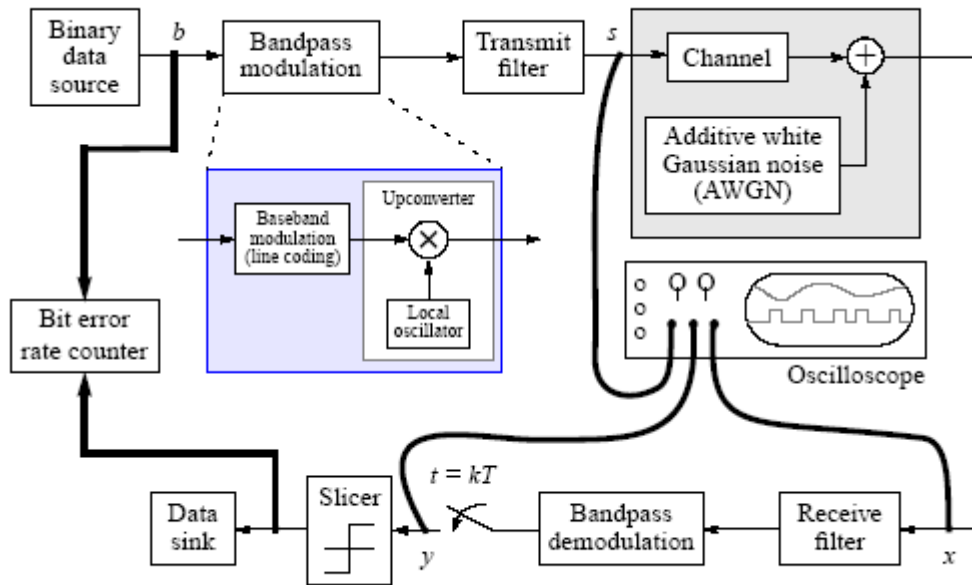 Binary
data
source
b
Bandpass
modulation
Transmit
filter
s
Channel
+
Additive white
Gaussian noise
(AWGN)
Baseband
modulation
(line coding)
Upconverter
×
Local
oscillator
Bit error
rate counter
Oscilloscope
Data
sink
Slicer
y
t = kT
Bandpass
demodulation
Receive
filter
x